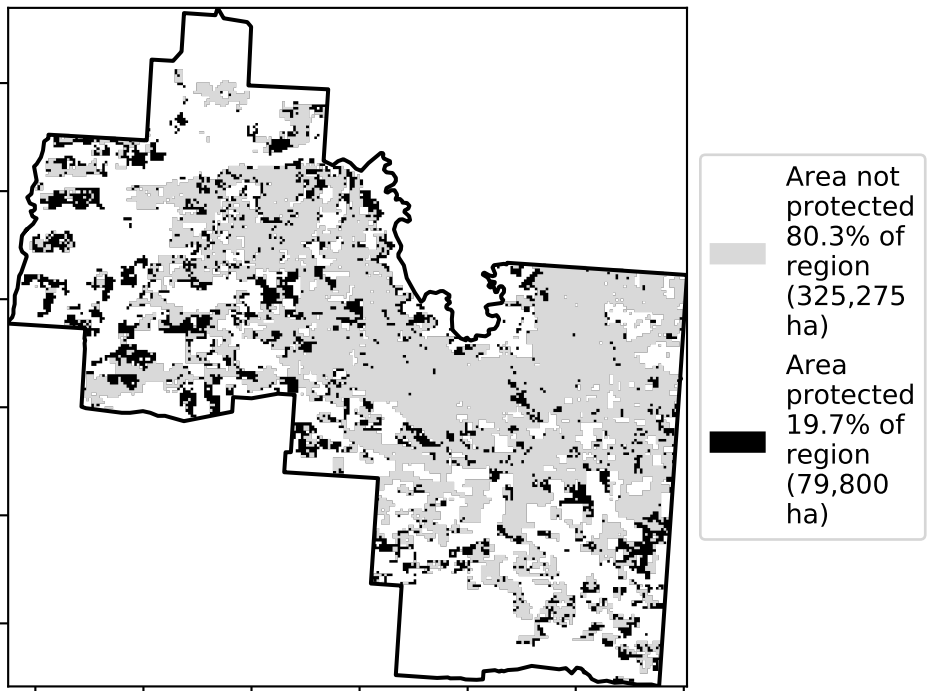 Area not
protected
80.3% of
region
(325,275
ha)
Area
protected
19.7% of
region
(79,800
ha)